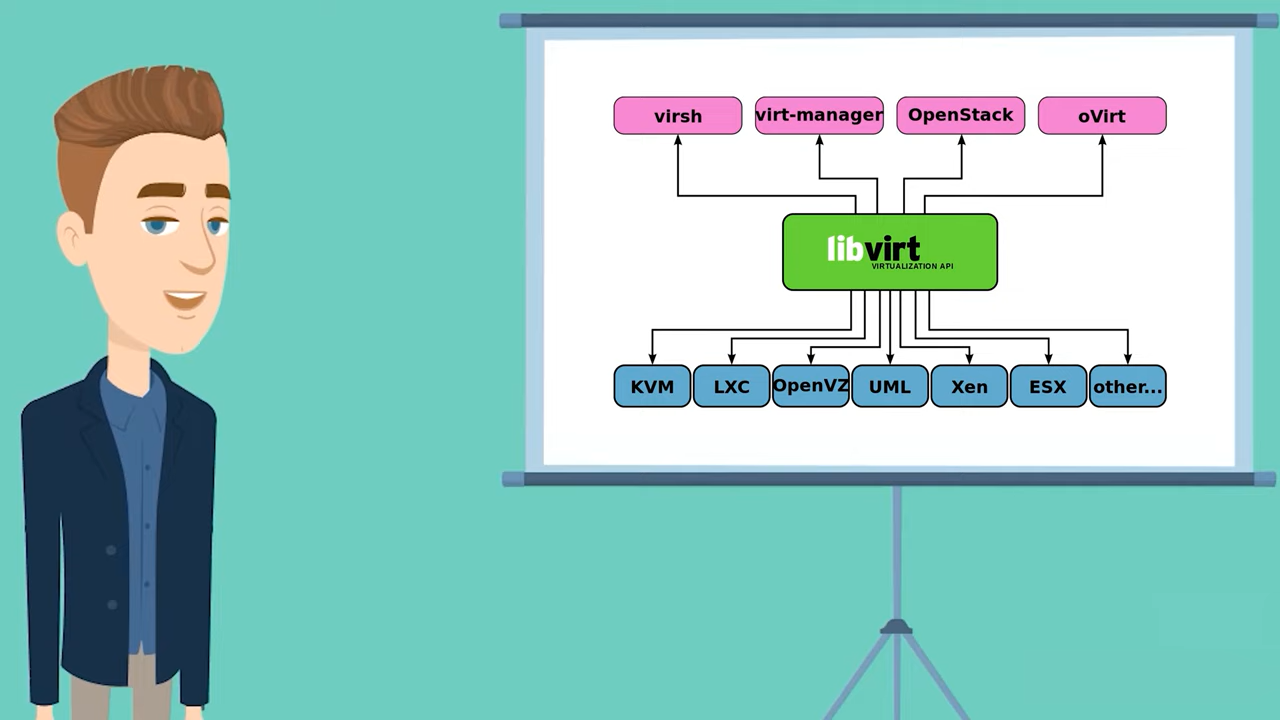 virsh virt-manager OpenStack oVirt
libvirt
VIRTUALIZATION API
KVM LXC OpenVZ UML Xen ESX other...